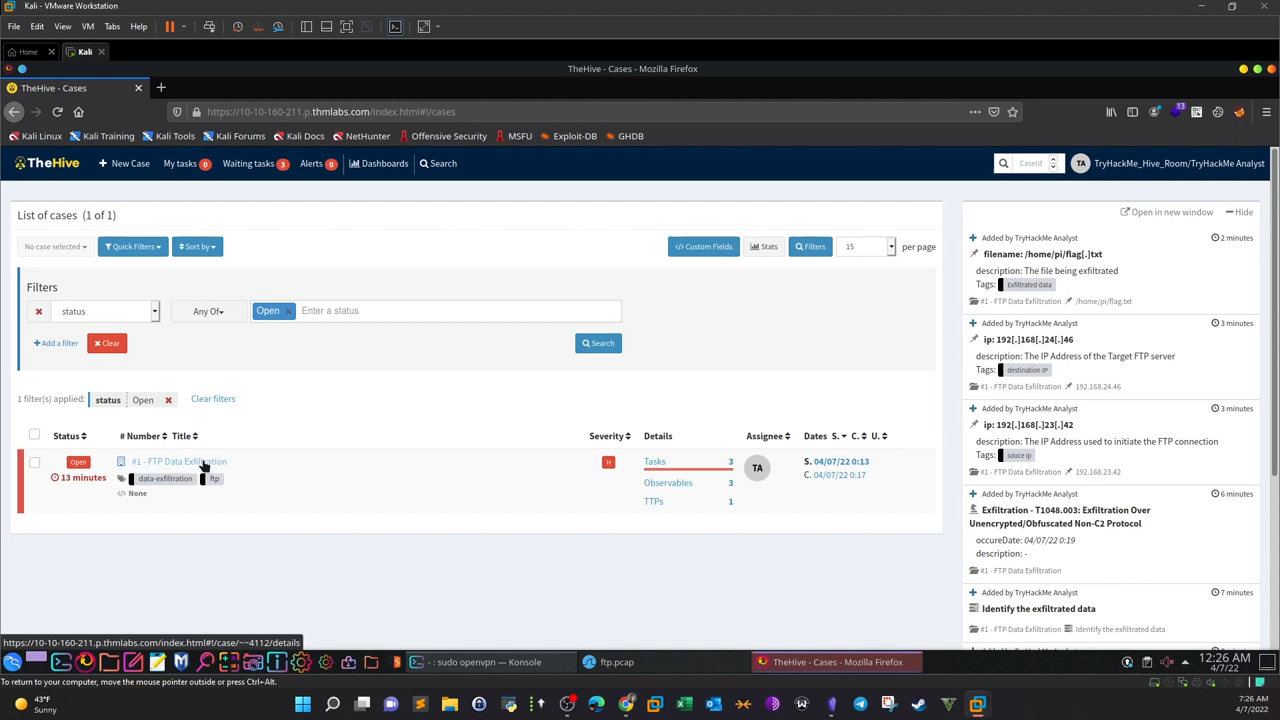 Kali - VMware Workstation
File Edit View VM Tabs Help
Home Kali
TheHive - Cases - Mozilla Firefox
TheHive - Cases
https://10-10-160-211.p.thmlabs.com/index.html#!/cases
Kali Linux Kali Training Kali Tools Kali Forums Kali Docs NetHunter Offensive Security MSFU Exploit-DB GHDB
TheHive + New Case My tasks 0 Waiting tasks 3 Alerts 0 Dashboards Search CaseId TA TryHackMe_Hive_Room/TryHackMe Analyst
List of cases (1 of 1)
No case selected Quick Filters Sort by Custom Fields Stats Filters 15 per page
Filters
status Any Of Open Enter a status
+ Add a filter Clear Search
1 filter(s) applied: status Open Clear filters
Status # Number Title Severity Details Assignee Dates S. C. U.
Open #1 - FTP Data Exfiltration H Tasks 3 TA S. 04/07/22 0:13
13 minutes data-exfiltration ftp Observables 3 C. 04/07/22 0:17
None TTPs 1
Open in new window Hide
Added by TryHackMe Analyst 2 minutes
filename: /home/pi/flag[.]txt
description: The file being exfiltrated
Tags: Exfiltrated data
#1 - FTP Data Exfiltration /home/pi/flag.txt
Added by TryHackMe Analyst 3 minutes
ip: 192[.]168[.]24[.]46
description: The IP Address of the Target FTP server
Tags: destination IP
#1 - FTP Data Exfiltration 192.168.24.46
Added by TryHackMe Analyst 3 minutes
ip: 192[.]168[.]23[.]42
description: The IP Address used to initiate the FTP connection
Tags: souce ip
#1 - FTP Data Exfiltration 192.168.23.42
Added by TryHackMe Analyst 6 minutes
Exfiltration - T1048.003: Exfiltration Over
Unencrypted/Obfuscated Non-C2 Protocol
occureDate: 04/07/22 0:19
description: -
#1 - FTP Data Exfiltration
Added by TryHackMe Analyst 7 minutes
Identify the exfiltrated data
#1 - FTP Data Exfiltration Identify the exfiltrated data
https://10-10-160-211.p.thmlabs.com/index.html#!/case/~~4112/details
- : sudo openvpn — Konsole ftp.pcap TheHive - Cases - Mozilla Firefox 12:26 AM
4/7/22
To return to your computer, move the mouse pointer outside or press Ctrl+Alt.
43°F
Sunny
7:26 AM
4/7/2022